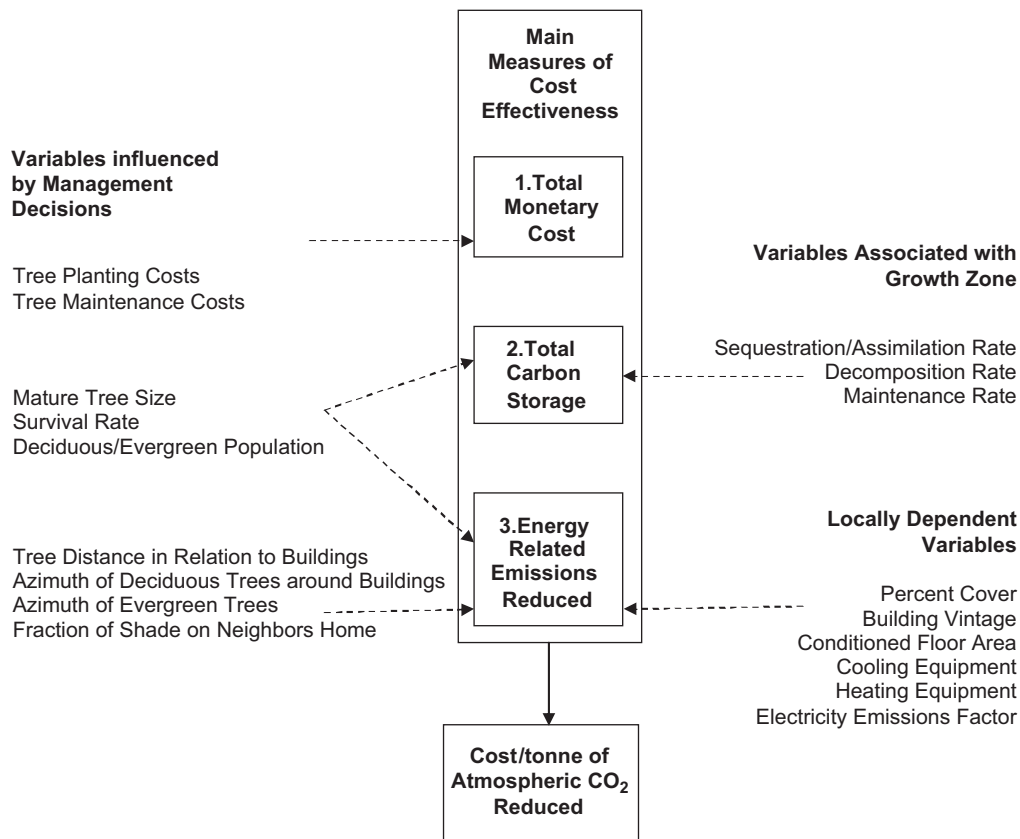 Main
Measures of
Cost
Effectiveness
Variables influenced
by Management
Decisions
1.Total
Monetary
Cost
Tree Planting Costs
Tree Maintenance Costs
Variables Associated with
Growth Zone
2.Total
Carbon
Storage
Sequestration/Assimilation Rate
Decomposition Rate
Maintenance Rate
Mature Tree Size
Survival Rate
Deciduous/Evergreen Population
3.Energy
Related
Emissions
Reduced
Locally Dependent
Variables
Tree Distance in Relation to Buildings
Azimuth of Deciduous Trees around Buildings
Azimuth of Evergreen Trees
Fraction of Shade on Neighbors Home
Percent Cover
Building Vintage
Conditioned Floor Area
Cooling Equipment
Heating Equipment
Electricity Emissions Factor
Cost/tonne of
Atmospheric CO₂
Reduced